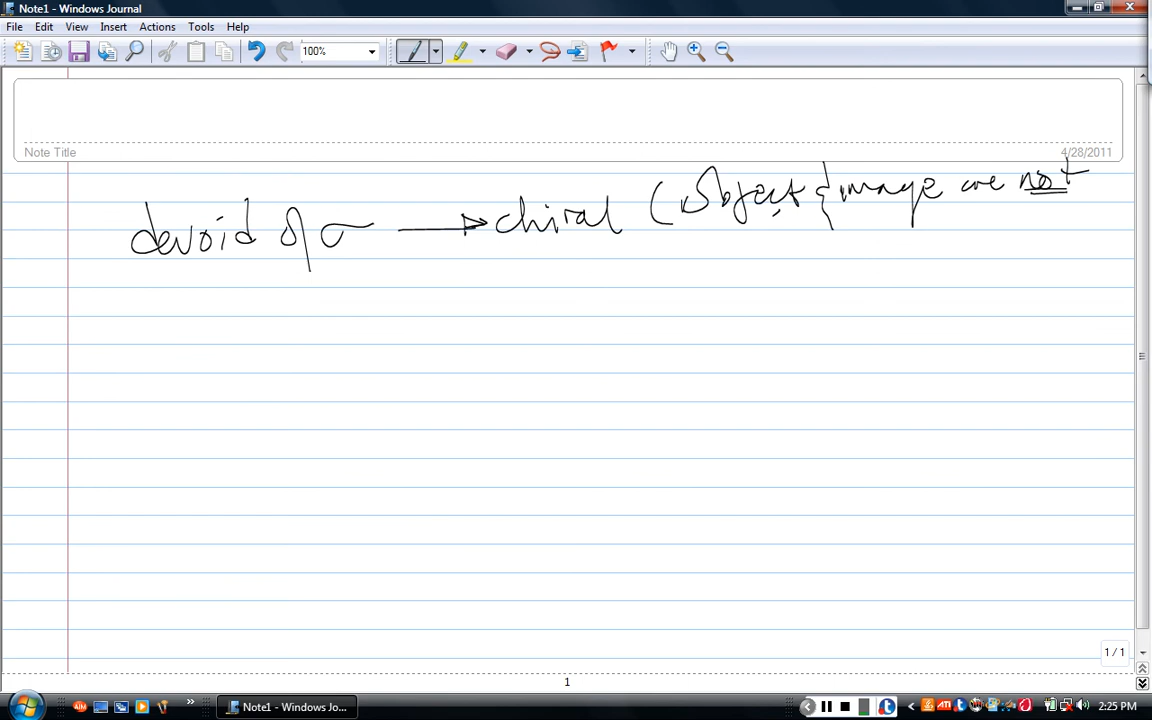 Note1 - Windows Journal
File Edit View Insert Actions Tools Help
100%
Note Title
4/28/2011
devoid of σ → chiral (Object & image are not
1 / 1
1
Note1 - Windows Jo...
2:25 PM